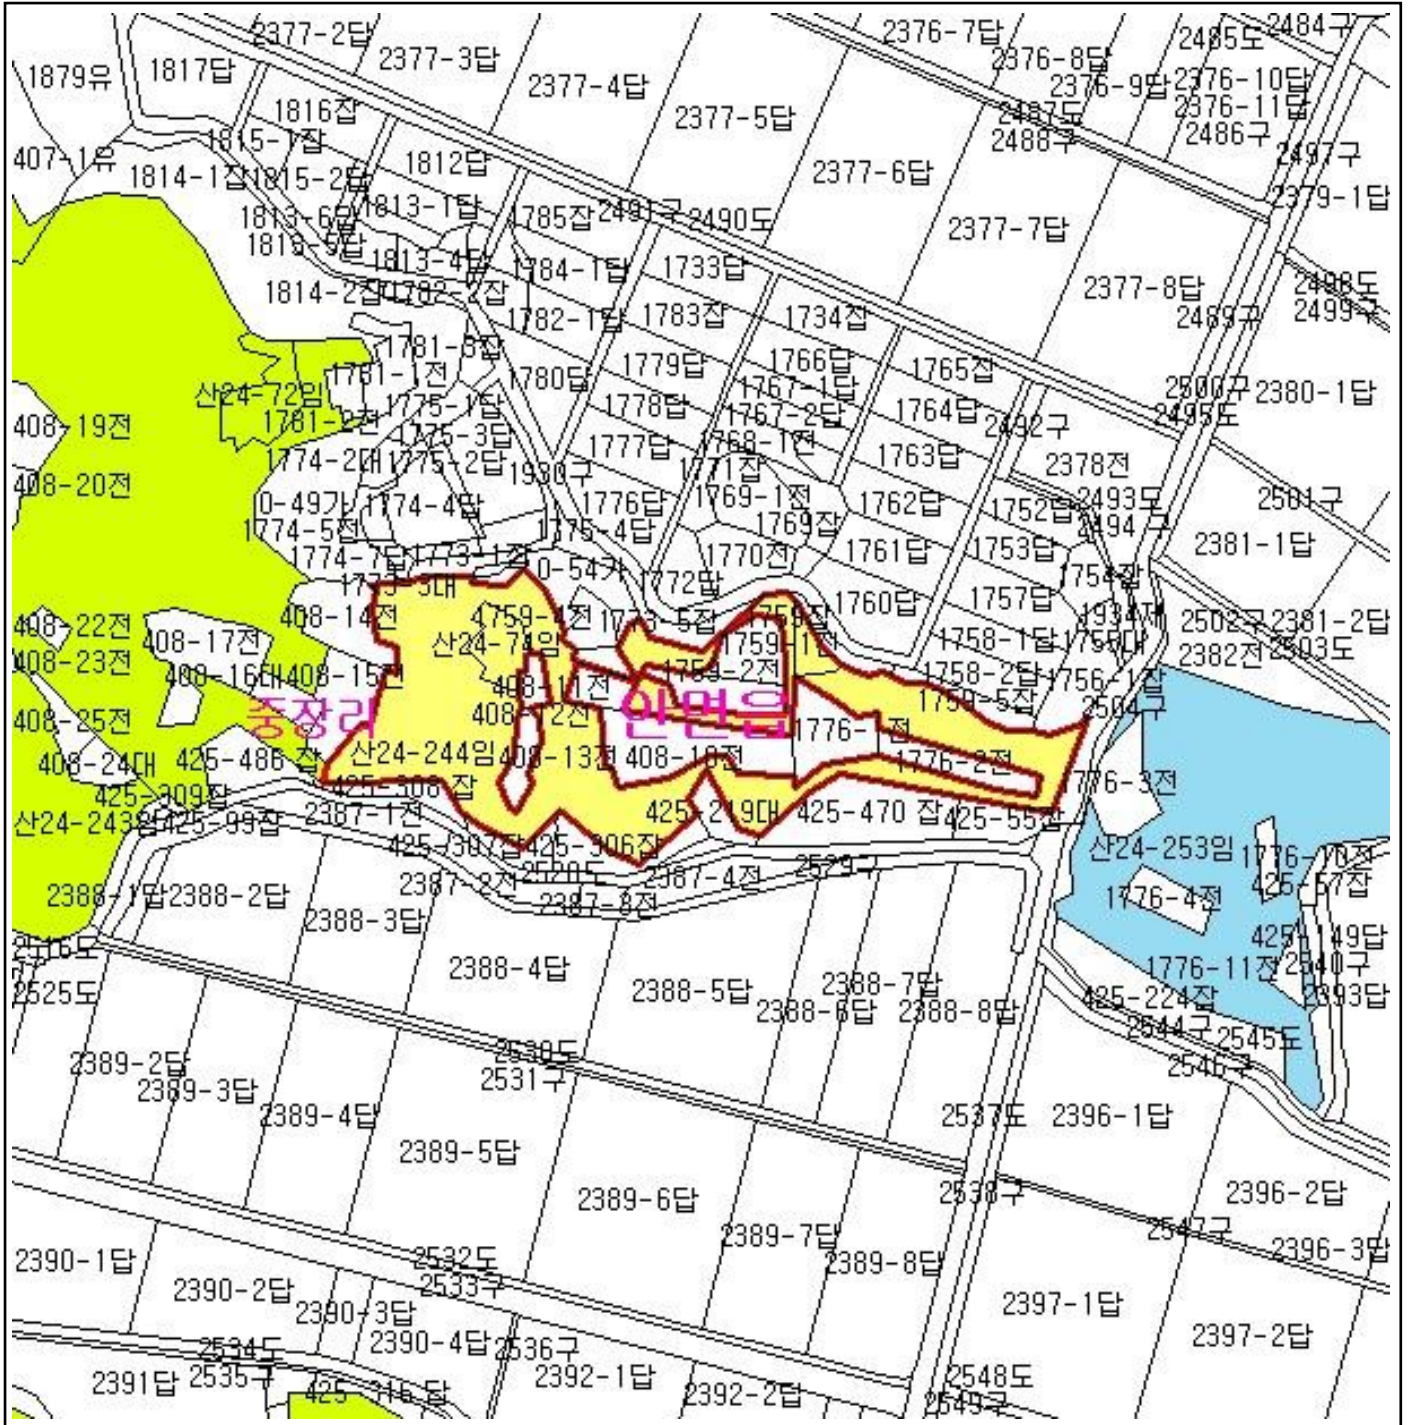 2377-2답
2377-3답
2377-4답
2377-5답
2377-6답
2377-7답
2377-8답
2376-7답
2376-8답
2376-9답
2376-10답
2376-11답
2484구
2485도
2486구
2487도
2488구
2497구
2379-1답
2498도
2499구
2489구
2500구
2380-1답
2495도
1879유
1817답
1816잡
1815-1잡
407-1유
1814-1잡
1815-2답
1812답
1813-6답
1813-1답
1813-5답
1813-4답
1785잡
2491구
2490도
1784-1답
1733답
1814-2잡
1782-1답
1783잡
1734잡
1781-1전
1780답
1779답
1766답
1765잡
산24-72임
1767-1답
1781-2전
1775-1답
1778답
1767-2답
1764답
2492구
408-19전
1775-3답
1777답
1768-1전
1763답
2378전
1774-2대
1775-2답
1930구
1771잡
408-20전
1774-4답
1776답
1769-1전
1762답
1752답
2493도
2501구
1774-5전
1775-4답
1769잡
2381-1답
1774-7답
1770전
1761답
1753답
1772답
1754잡
408-14전
4759-4전
1760답
1757답
408-22전
408-17전
산24-74임
1759-1전
1758-1답
2502구
2381-2답
408-23전
408-16대
408-15전
408-11전
1759-2전
1758-2답
2382전
2503도
중장리
안면읍
1759-5잡
1756-1잡
2504구
408-25전
408-12전
1776-1전
408-24대
425-486 잡
산24-244임
408-13전
408-10전
1776-2전
1776-3전
425-309잡
425-308 잡
산24-243임
425-99잡
2387-1전
425-219대
425-470 잡
425-55잡
425-307잡
425-306잡
산24-253임
1776-10전
2388-1답
2388-2답
2387-2전
2387-4전
2529구
2387-3전
1776-4전
425-57잡
2388-3답
2516도
2388-4답
425-149답
2525도
2388-5답
2388-7답
1776-11전
2540구
2388-6답
2388-8답
425-224잡
2393답
2544구
2545도
2530도
2546구
2389-2답
2531구
2389-3답
2389-4답
2537도
2396-1답
2389-5답
2389-6답
2538구
2396-2답
2389-7답
2547구
2390-1답
2532도
2389-8답
2396-3답
2390-2답
2533구
2390-3답
2397-1답
2534도
2390-4답
2536구
2397-2답
2391답
2535구
425-316 답
2392-1답
2392-2답
2548도
2549구